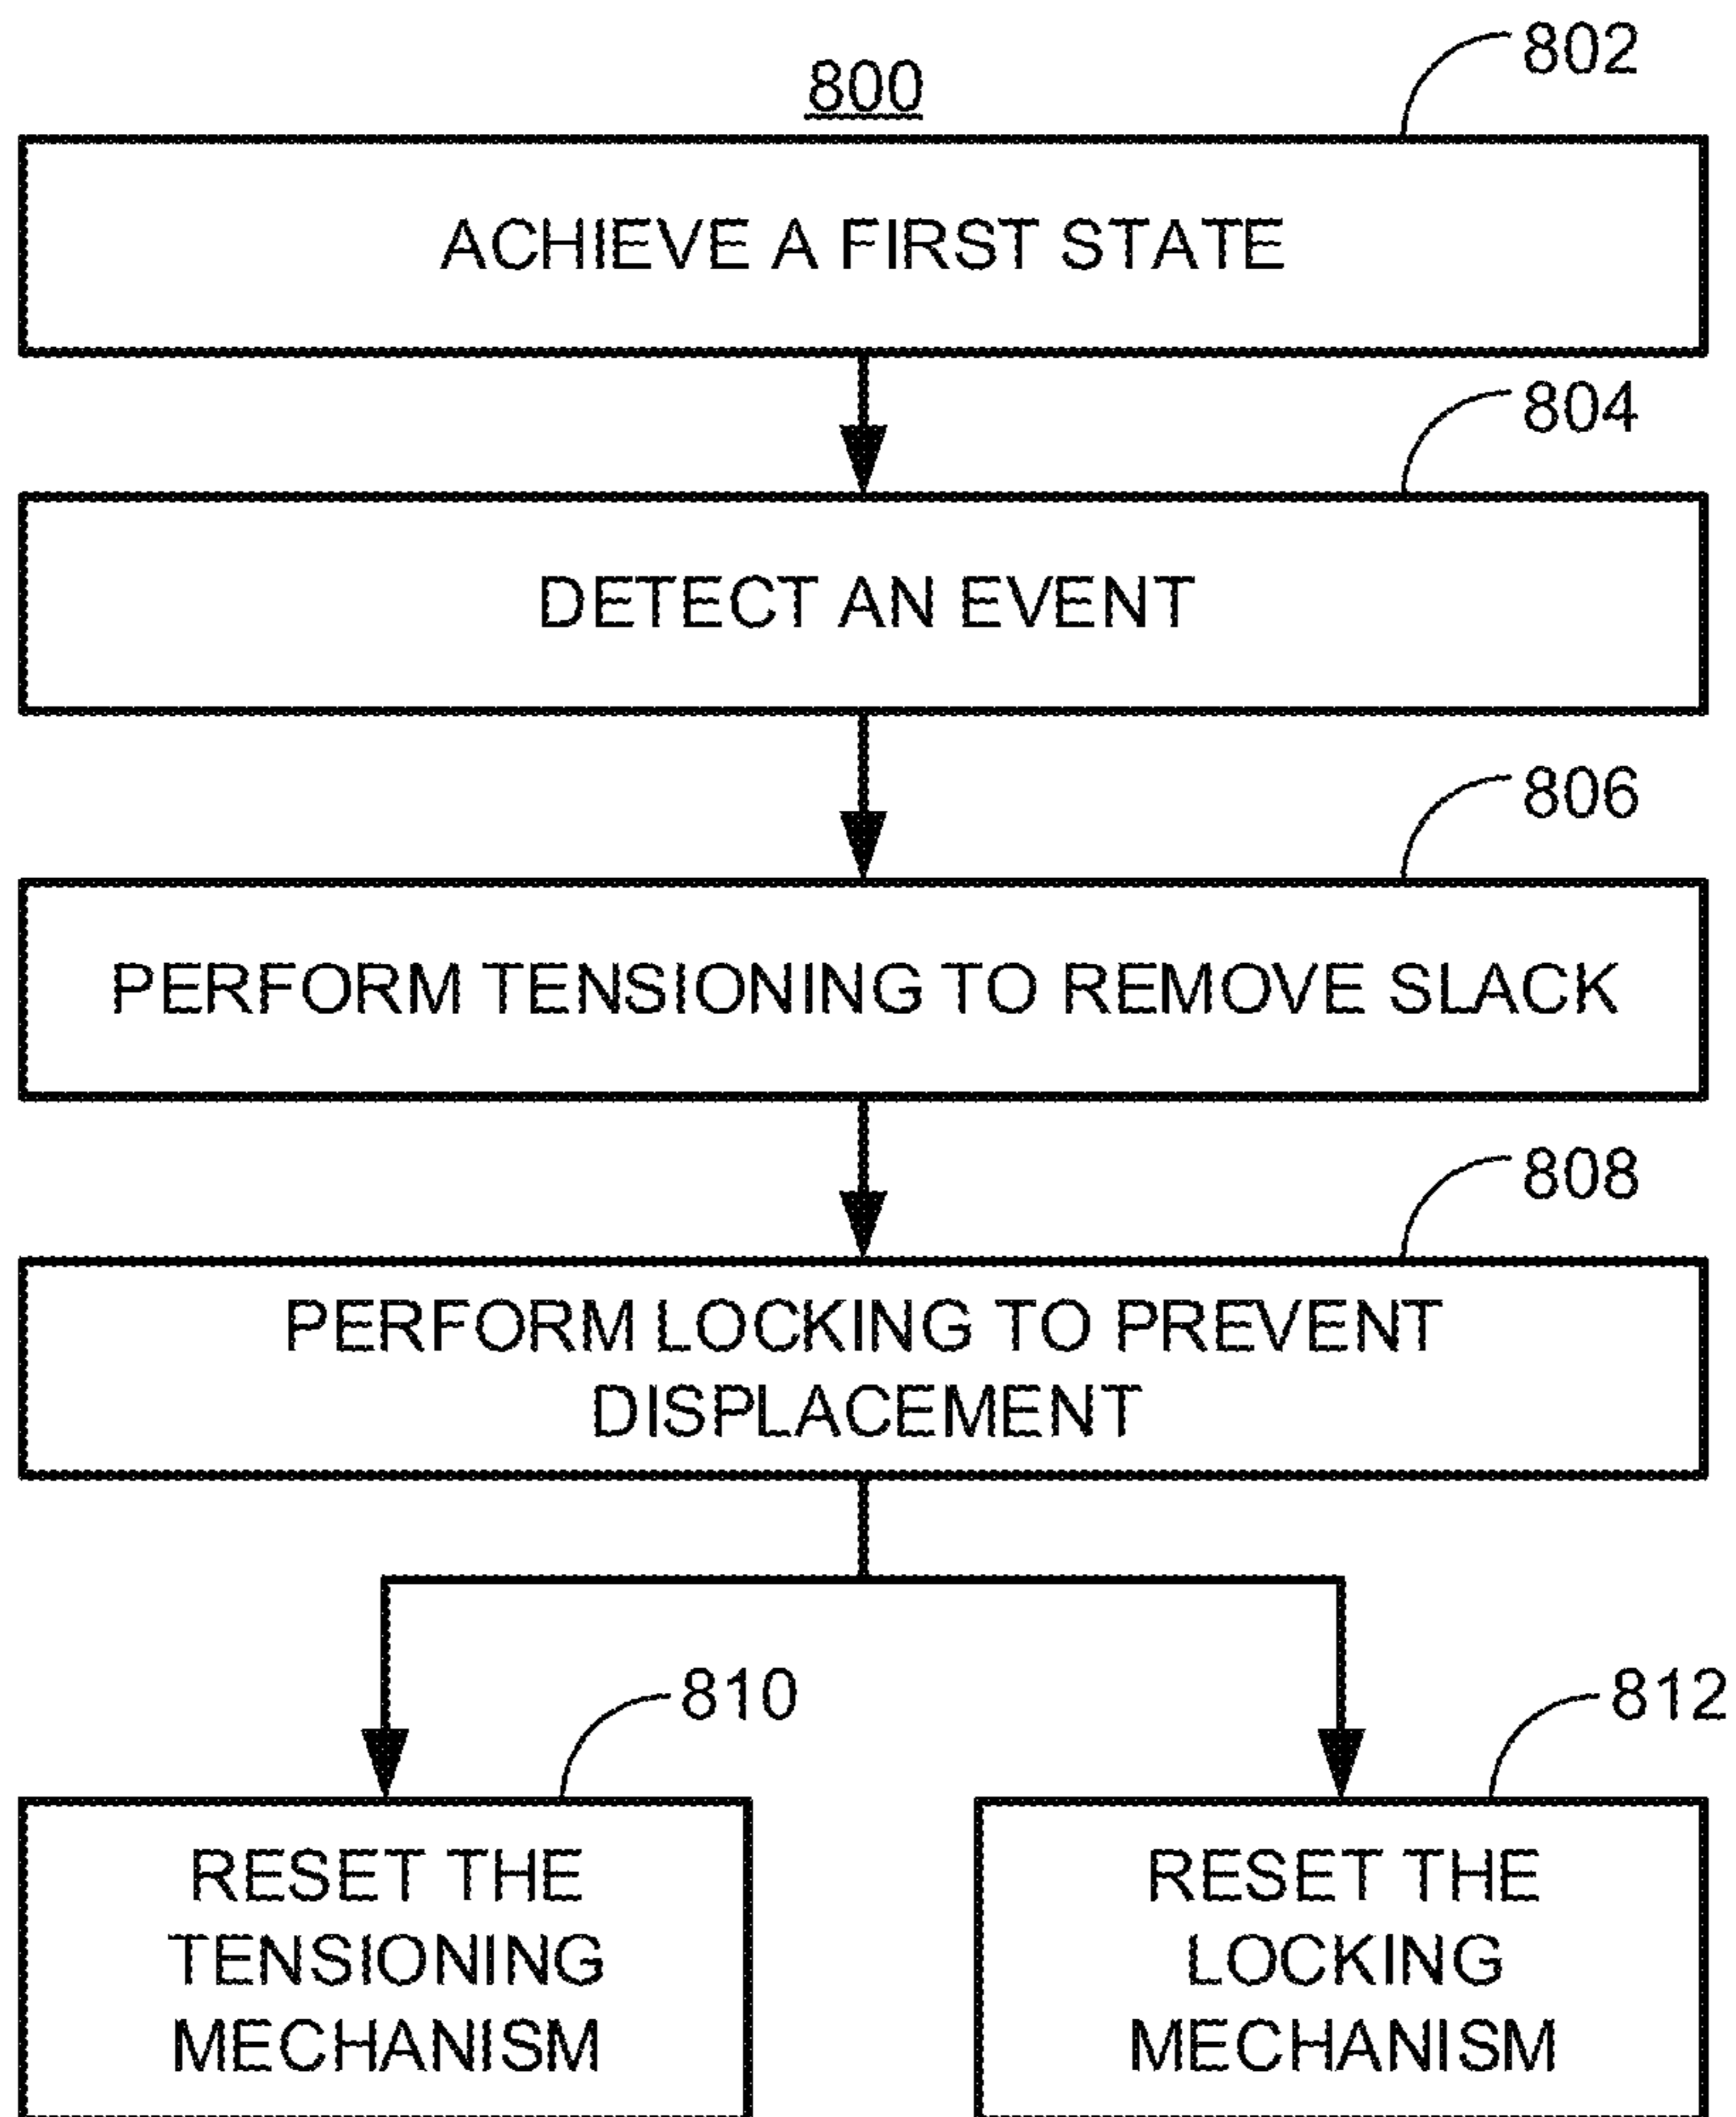 800
802
ACHIEVE A FIRST STATE
804
DETECT AN EVENT
806
PERFORM TENSIONING TO REMOVE SLACK
808
PERFORM LOCKING TO PREVENT
DISPLACEMENT
810
RESET THE
TENSIONING
MECHANISM
812
RESET THE
LOCKING
MECHANISM